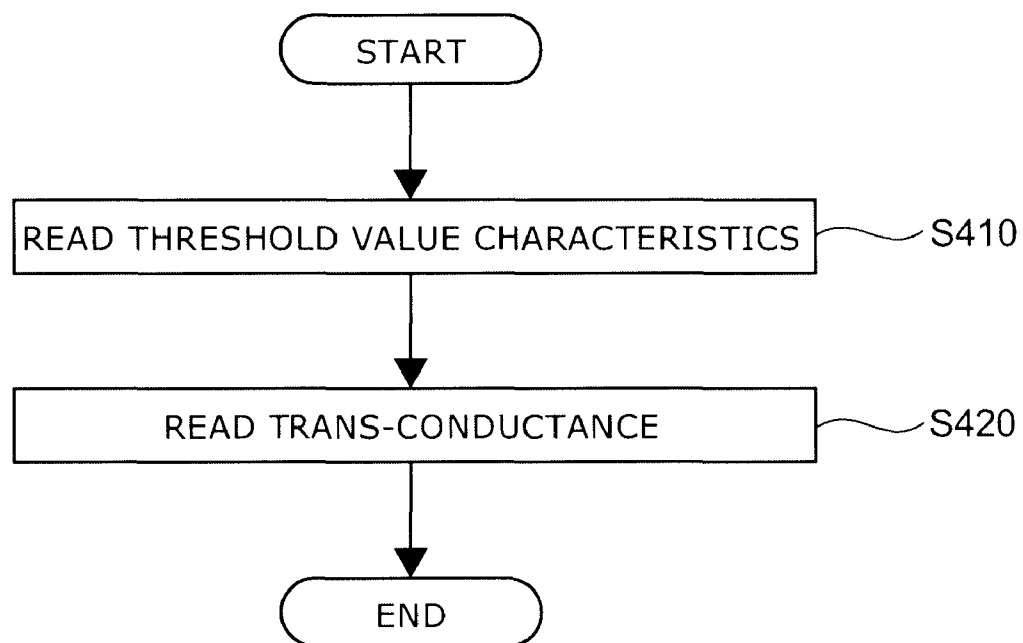 START
READ THRESHOLD VALUE CHARACTERISTICS
S410
READ TRANS-CONDUCTANCE
S420
END